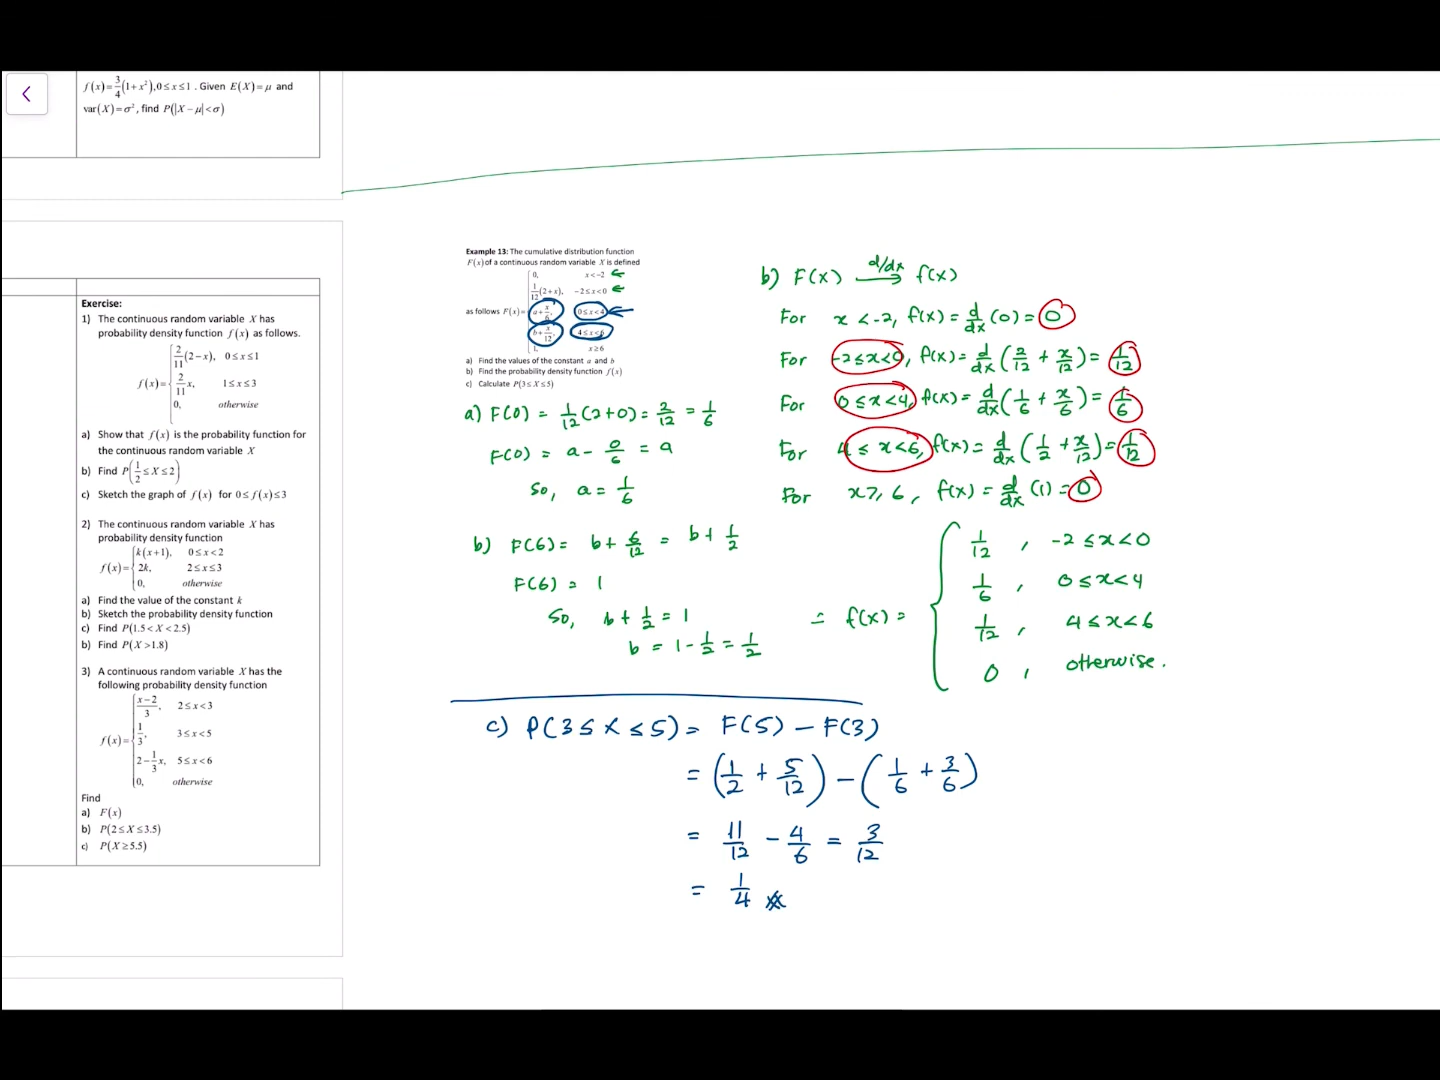 f(x)=3/4(1+x²),0≤x≤1. Given E(X)=μ and
var(X)=σ², find P(|X−μ|<σ)
Exercise:
1) The continuous random variable X has
probability density function f(x) as follows.
f(x)={ 2/11(2−x), 0≤x≤1
2/11x, 1≤x≤3
0, otherwise
a) Show that f(x) is the probability function for
the continuous random variable X
b) Find P(1/2≤X≤2)
c) Sketch the graph of f(x) for 0≤f(x)≤3
2) The continuous random variable X has
probability density function
f(x)={ k(x+1), 0≤x<2
2k, 2≤x≤3
0, otherwise
a) Find the value of the constant k
b) Sketch the probability density function
c) Find P(1.5<X<2.5)
b) Find P(X>1.8)
3) A continuous random variable X has the
following probability density function
f(x)={ x−2/3, 2≤x<3
1/3, 3≤x<5
2−1/3x, 5≤x<6
0, otherwise
Find
a) F(x)
b) P(2≤X≤3.5)
c) P(X≥5.5)
Example 13: The cumulative distribution function
F(x) of a continuous random variable X is defined
as follows F(x)={ 0, x<−2
1/12(2+x), −2≤x<0
a+x/6, 0≤x<4
b+x/12, 4≤x<6
1, x≥6
a) Find the values of the constant a and b
b) Find the probability density function f(x)
c) Calculate P(3≤X≤5)
a) F(0) = 1/12(2+0) = 2/12 = 1/6
F(0) = a − 0/6 = a
So, a = 1/6
b) F(6) = b + 6/12 = b + 1/2
F(6) = 1
So, b + 1/2 = 1
b = 1 − 1/2 = 1/2
b) F(x) d/dx → f(x)
For x < −2, f(x) = d/dx (0) = 0
For −2≤x<0, f(x) = d/dx (2/12 + x/12) = 1/12
For 0≤x<4, f(x) = d/dx (1/6 + x/6) = 1/6
For 4≤x<6, f(x) = d/dx (1/2 + x/12) = 1/12
For x≥6, f(x) = d/dx (1) = 0
∴ f(x) = { 1/12, −2≤x<0
1/6, 0≤x<4
1/12, 4≤x<6
0, otherwise.
c) P(3≤X≤5) = F(5) − F(3)
= (1/2 + 5/12) − (1/6 + 3/6)
= 11/12 − 4/6 = 3/12
= 1/4